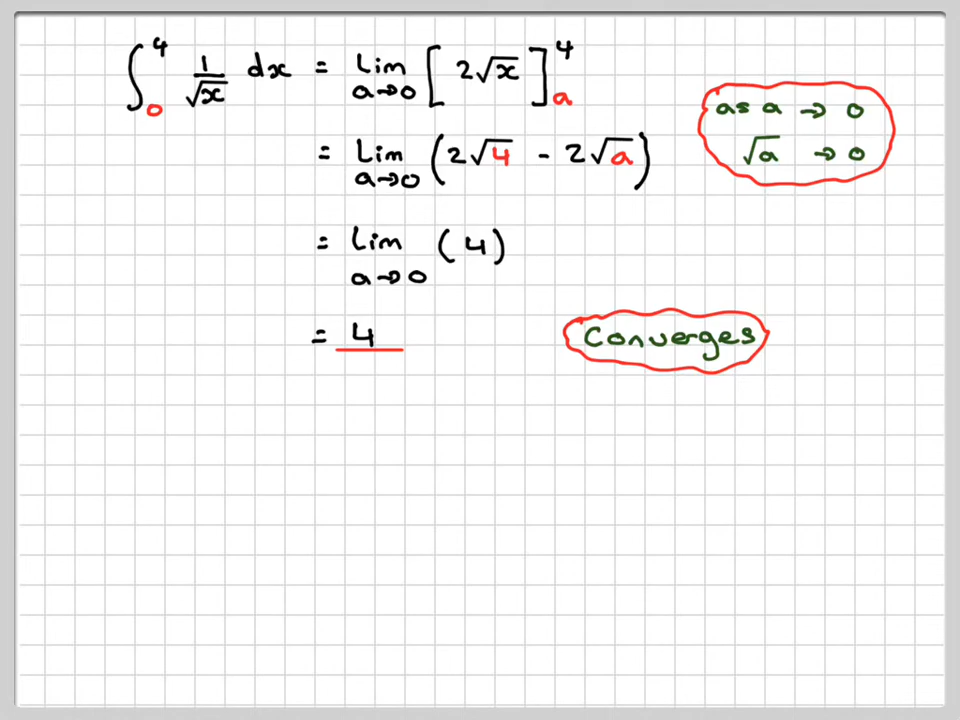 ∫₀⁴ 1/√x dx = Lim a→0 [2√x]ₐ⁴
as a → 0
= Lim a→0 (2√4 - 2√a)
√a → 0
= Lim a→0 (4)
= 4
Converges